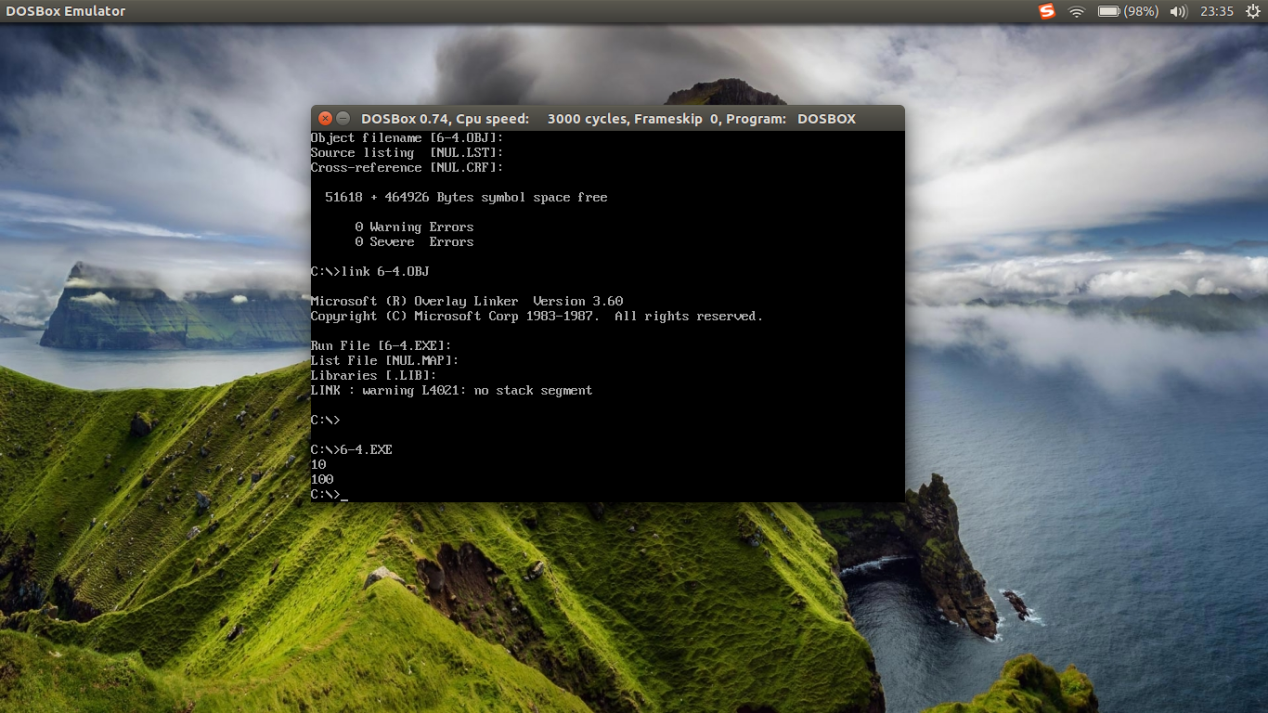 DOSBox Emulator
(98%) 23:35
DOSBox 0.74, Cpu speed: 3000 cycles, Frameskip 0, Program: DOSBOX
Object filename [6-4.OBJ]:
Source listing [NUL.LST]:
Cross-reference [NUL.CRF]:
51618 + 464926 Bytes symbol space free
0 Warning Errors
0 Severe Errors
C:\>link 6-4.OBJ
Microsoft (R) Overlay Linker Version 3.60
Copyright (C) Microsoft Corp 1983-1987. All rights reserved.
Run File [6-4.EXE]:
List File [NUL.MAP]:
Libraries [.LIB]:
LINK : warning L4021: no stack segment
C:\>
C:\>6-4.EXE
10
100
C:\>_